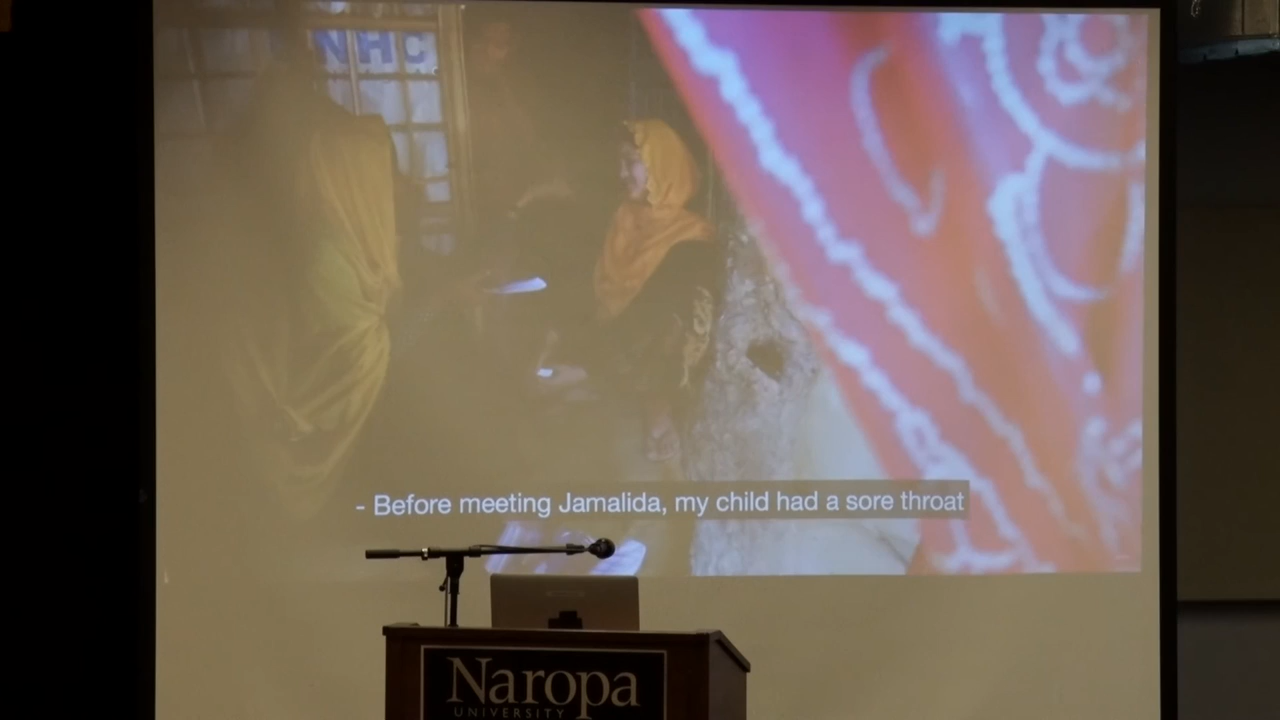 NHC
- Before meeting Jamalida, my child had a sore throat
Naropa
UNIVERSITY